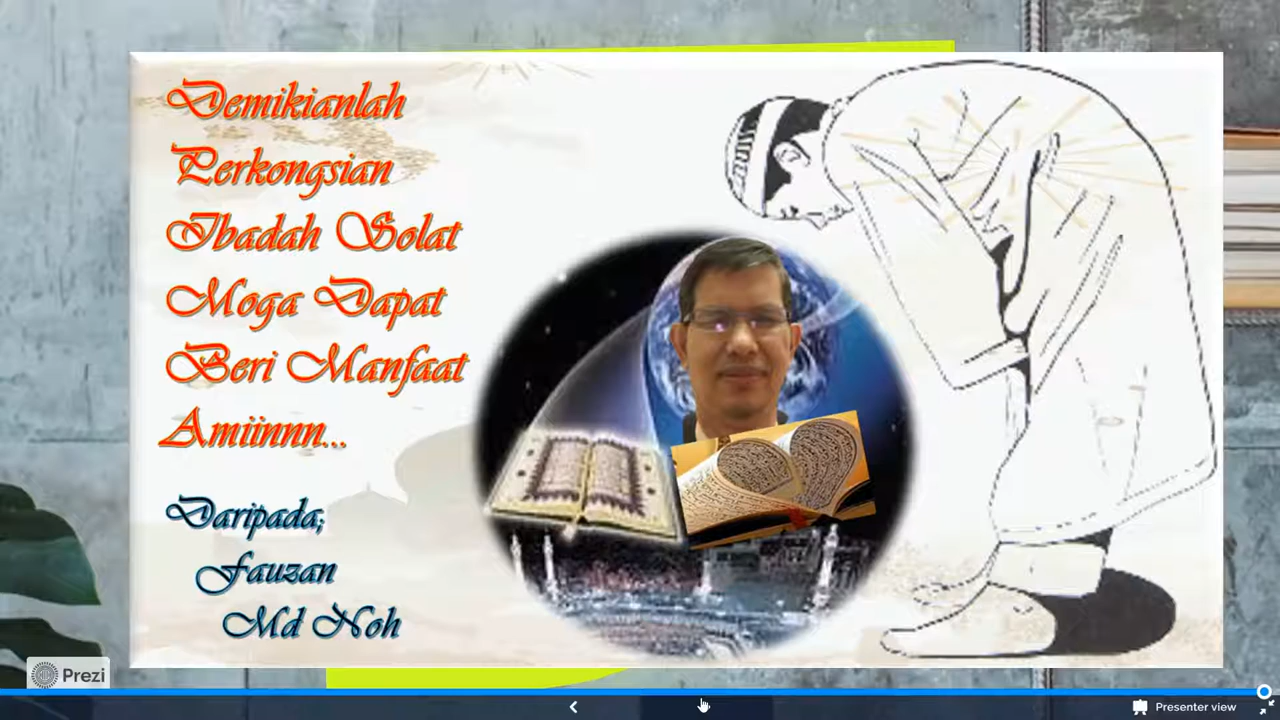 Demikianlah
Perkongsian
Ibadah Solat
Moga Dapat
Beri Manfaat
Amiinnn...
Daripada;
Fauzan
Md Noh
Prezi
Presenter view